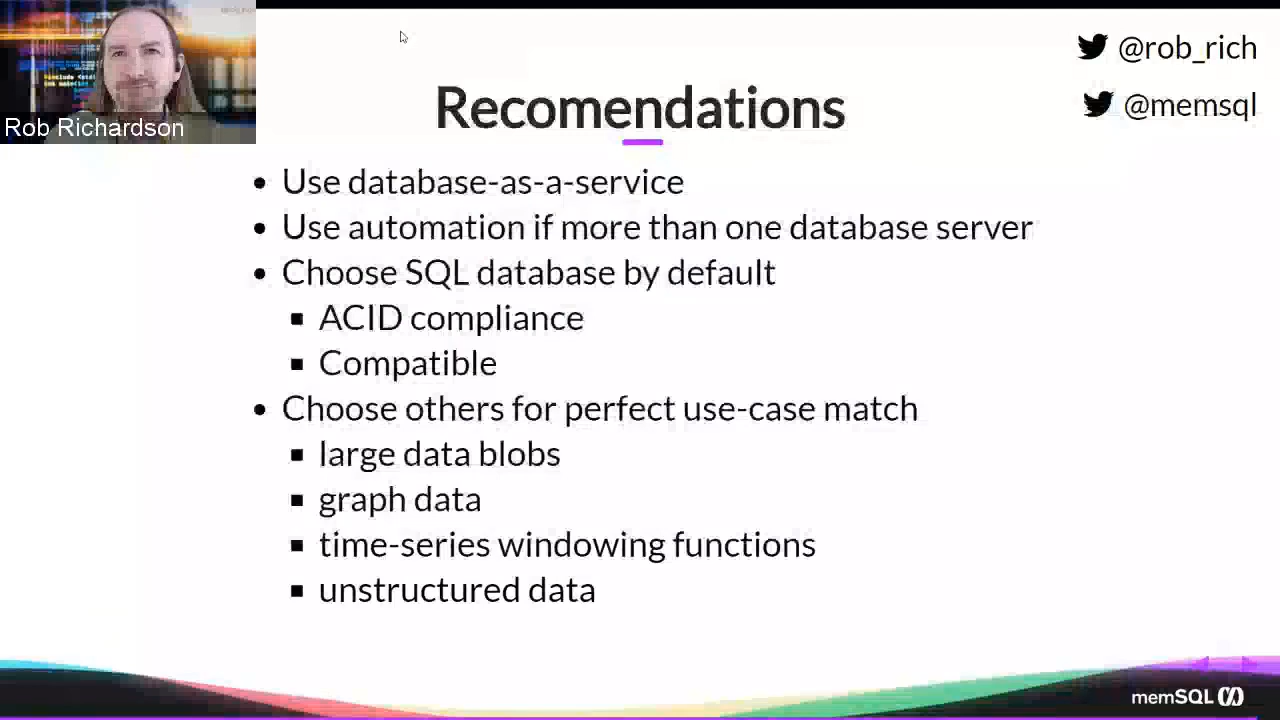 Rob Richardson
@rob_rich
@memsql
Recomendations
• Use database-as-a-service
• Use automation if more than one database server
• Choose SQL database by default
▪ ACID compliance
▪ Compatible
• Choose others for perfect use-case match
▪ large data blobs
▪ graph data
▪ time-series windowing functions
▪ unstructured data
memSQL